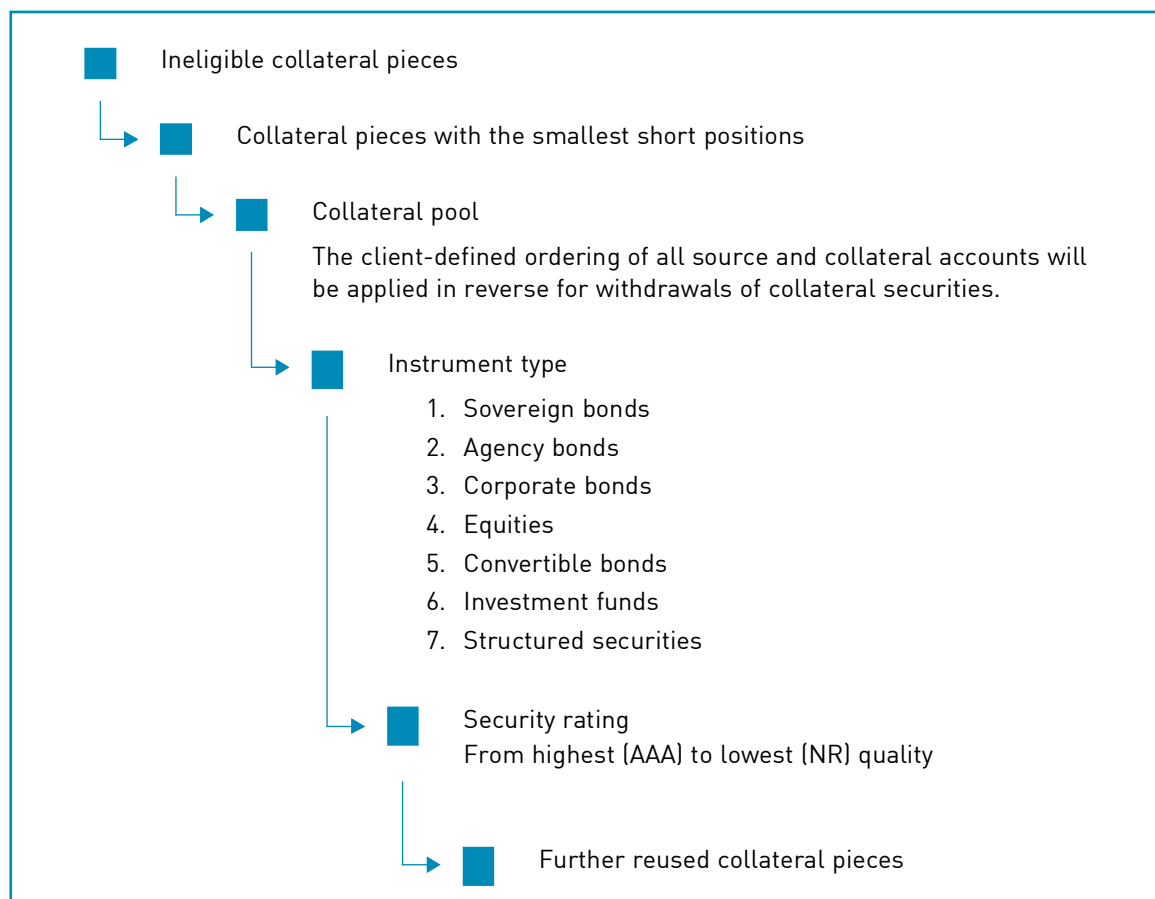 Ineligible collateral pieces
Collateral pieces with the smallest short positions
Collateral pool
The client-defined ordering of all source and collateral accounts will
be applied in reverse for withdrawals of collateral securities.
Instrument type
1. Sovereign bonds
2. Agency bonds
3. Corporate bonds
4. Equities
5. Convertible bonds
6. Investment funds
7. Structured securities
Security rating
From highest (AAA) to lowest (NR) quality
Further reused collateral pieces